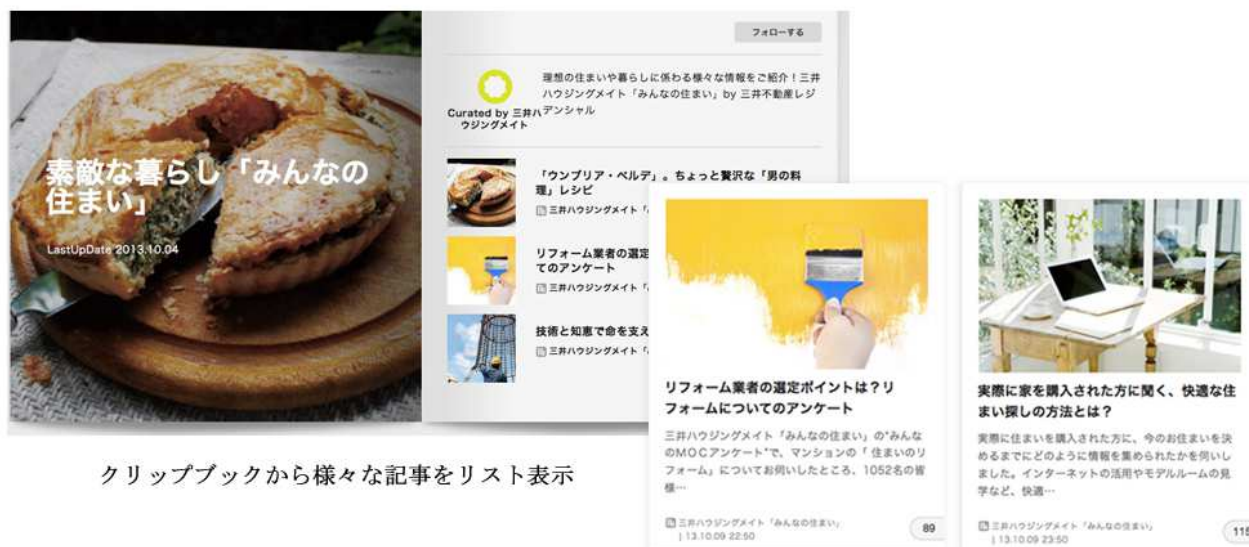 素敵な暮らし「みんなの
住まい」
LastUpDate 2013.10.04
フォローする
Curated by 三井ハ
ウジングメイト
理想の住まいや暮らしに係わる様々な情報をご紹介！三井
ハウジングメイト「みんなの住まい」by 三井不動産レジ
デンシャル
「ウンブリア・ベルデ」。ちょっと贅沢な「男の料
理」レシピ
三井ハウジングメイト「
リフォーム業者の選定
てのアンケート
三井ハウジングメイト「
技術と知恵で命を支え
三井ハウジングメイト「
クリップブックから様々な記事をリスト表示
リフォーム業者の選定ポイントは？リ
フォームについてのアンケート
三井ハウジングメイト「みんなの住まい」の"みんな
のMOCアンケート"で、マンションの「 住まいのリ
フォーム」についてお伺いしたところ、1052名の皆
様…
三井ハウジングメイト「みんなの住まい」
| 13.10.09 22:50
89
実際に家を購入された方に聞く、快適な住
まい探しの方法とは？
実際に住まいを購入された方に、今のお住まいを決
めるまでにどのように情報を集められたかを伺いし
ました。インターネットの活用やモデルルームの見
学など、快適…
三井ハウジングメイト「みんなの住まい」
| 13.10.09 23:50